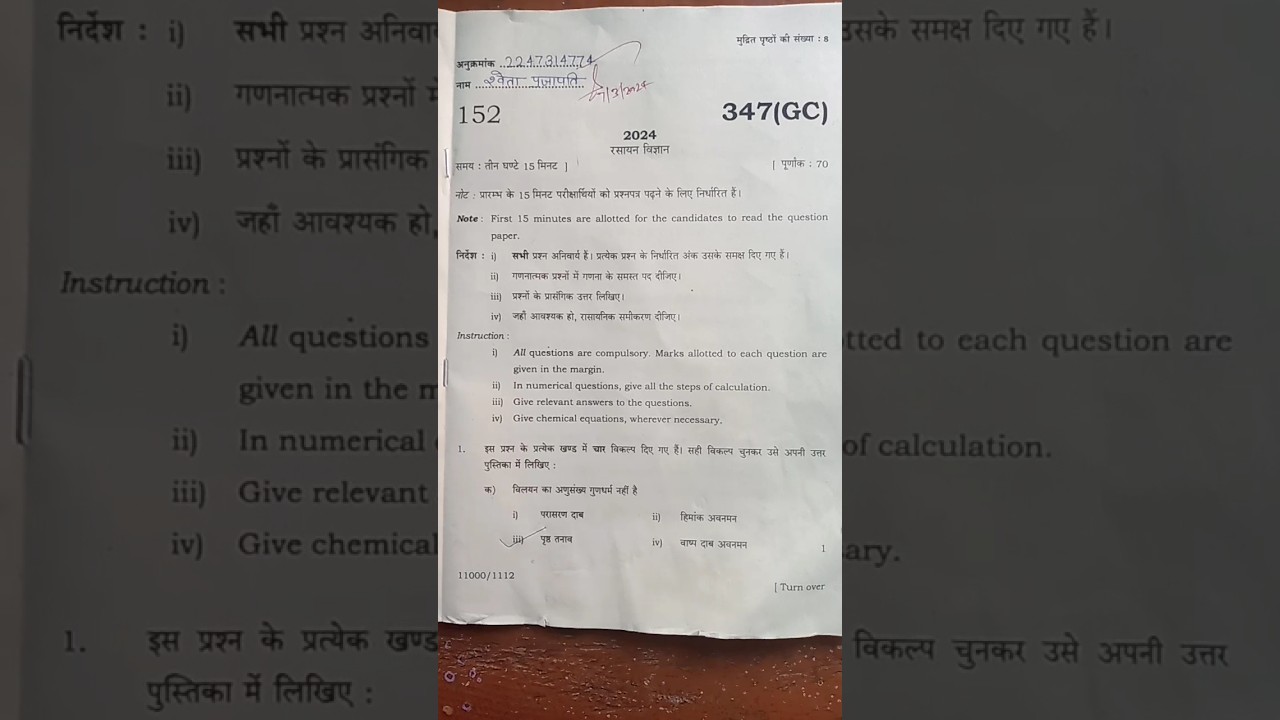 मुद्रित पृष्ठों की संख्या : 8
अनुक्रमांक 2247314774
नाम श्वेता प्रजापति
152
347(GC)
2024
रसायन विज्ञान
समय : तीन घण्टे 15 मिनट ]
[ पूर्णांक : 70
नोट : प्रारम्भ के 15 मिनट परीक्षार्थियों को प्रश्नपत्र पढ़ने के लिए निर्धारित हैं।
Note : First 15 minutes are allotted for the candidates to read the question
paper.
निर्देश : i) सभी प्रश्न अनिवार्य हैं। प्रत्येक प्रश्न के निर्धारित अंक उसके समक्ष दिए गए हैं।
ii) गणनात्मक प्रश्नों में गणना के समस्त पद दीजिए।
iii) प्रश्नों के प्रासंगिक उत्तर लिखिए।
iv) जहाँ आवश्यक हो, रासायनिक समीकरण दीजिए।
Instruction :
i) All questions are compulsory. Marks allotted to each question are
given in the margin.
ii) In numerical questions, give all the steps of calculation.
iii) Give relevant answers to the questions.
iv) Give chemical equations, wherever necessary.
1. इस प्रश्न के प्रत्येक खण्ड में चार विकल्प दिए गए हैं। सही विकल्प चुनकर उसे अपनी उत्तर
पुस्तिका में लिखिए :
क) विलयन का अणुसंख्य गुणधर्म नहीं है
i) परासरण दाब
ii) हिमांक अवनमन
iii) पृष्ठ तनाव
iv) वाष्प दाब अवनमन
1
11000/1112
[ Turn over